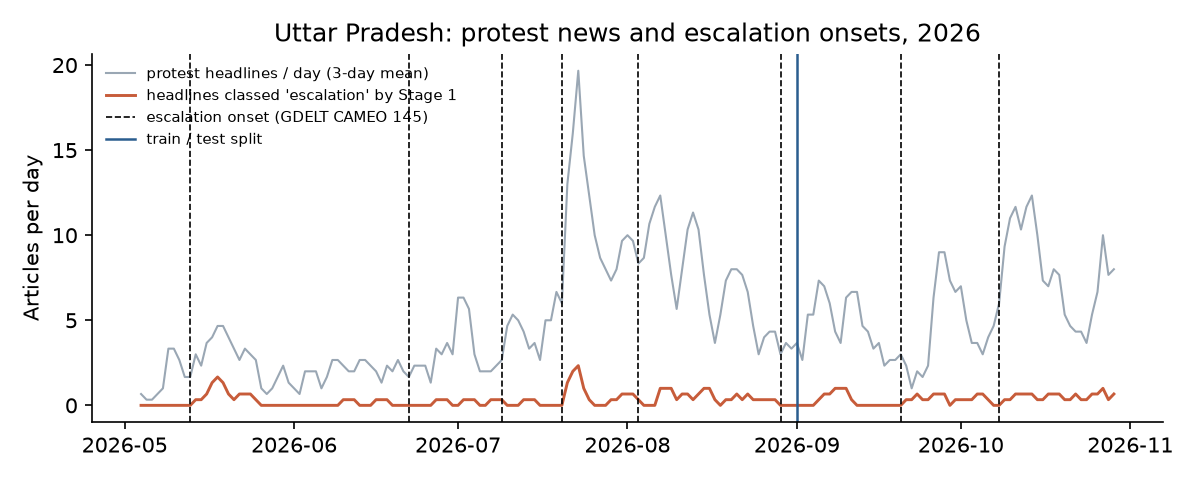 Uttar Pradesh: protest news and escalation onsets, 2026
protest headlines / day (3-day mean)
headlines classed 'escalation' by Stage 1
escalation onset (GDELT CAMEO 145)
train / test split
Articles per day
20
15
10
5
0
2026-05 2026-06 2026-07 2026-08 2026-09 2026-10 2026-11